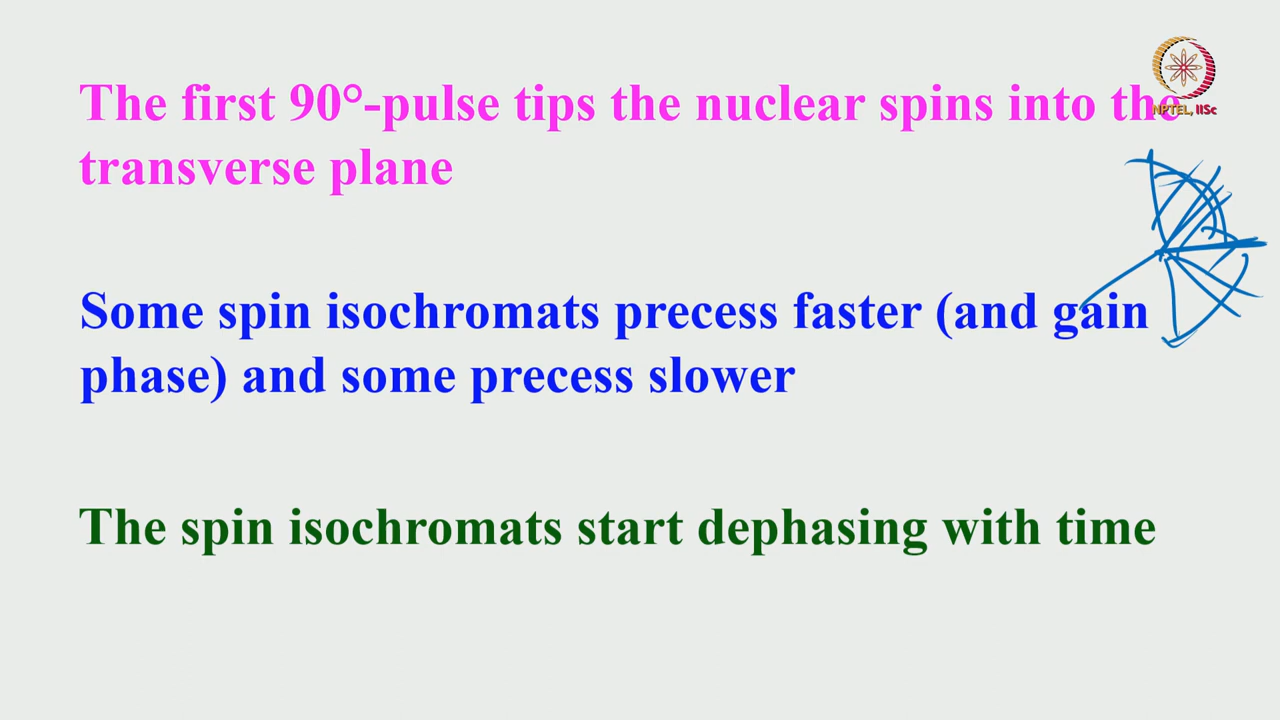 The first 90°-pulse tips the nuclear spins into the
NPTEL, IISc
transverse plane
Some spin isochromats precess faster (and gain
phase) and some precess slower
The spin isochromats start dephasing with time